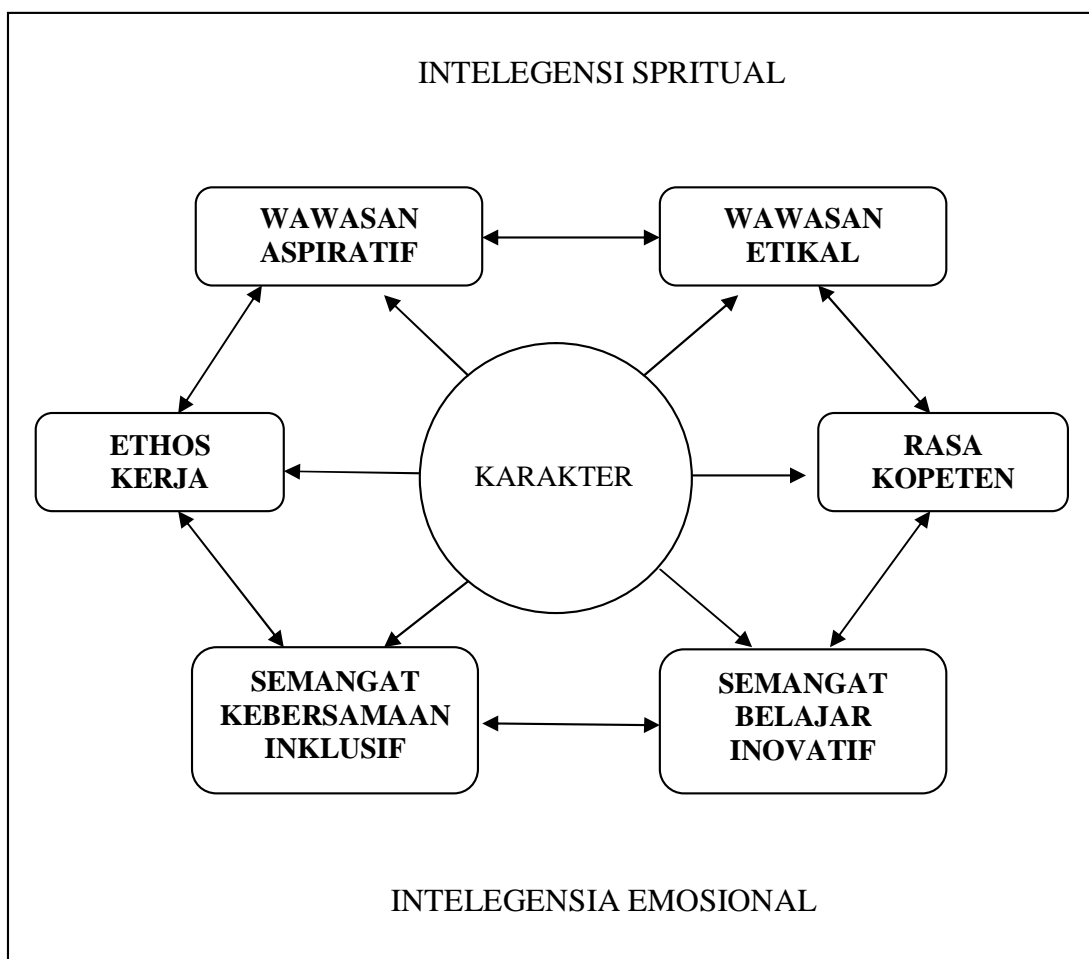 INTELEGENSI SPRITUAL
WAWASAN
ASPIRATIF
WAWASAN
ETIKAL
ETHOS
KERJA
KARAKTER
RASA
KOPETEN
SEMANGAT
KEBERSAMAAN
INKLUSIF
SEMANGAT
BELAJAR
INOVATIF
INTELEGENSIA EMOSIONAL